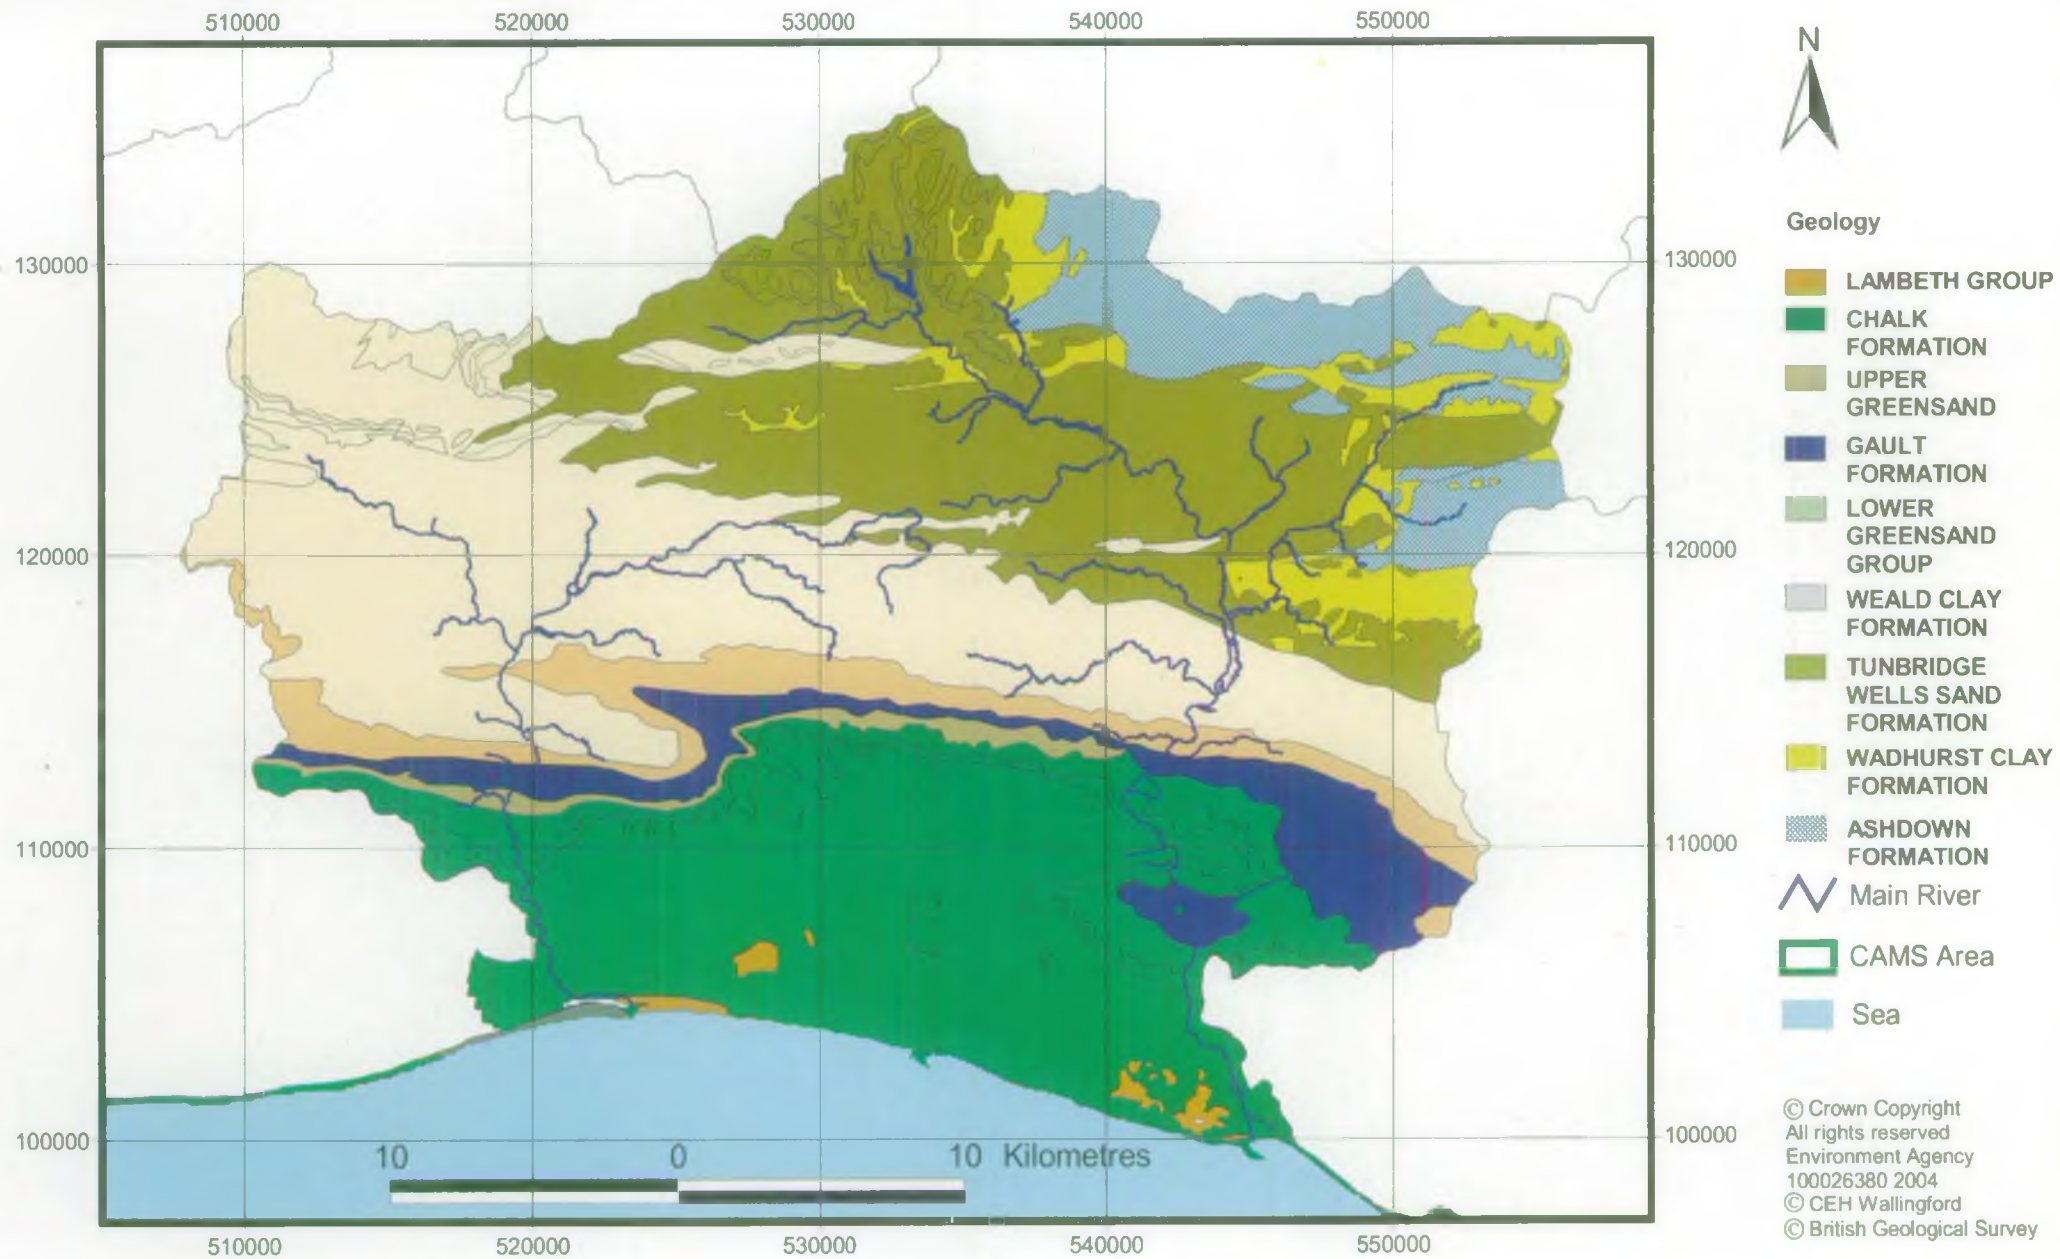 510000 520000 530000 540000 550000
N
Geology
130000 130000
LAMBETH GROUP
CHALK
FORMATION
UPPER
GREENSAND
GAULT
FORMATION
LOWER
GREENSAND
GROUP
120000 120000
WEALD CLAY
FORMATION
TUNBRIDGE
WELLS SAND
FORMATION
WADHURST CLAY
FORMATION
ASHDOWN
FORMATION
110000 110000
Main River
CAMS Area
Sea
100000 100000
10 0 10 Kilometres
© Crown Copyright
All rights reserved
Environment Agency
100026380 2004
© CEH Wallingford
© British Geological Survey
510000 520000 530000 540000 550000